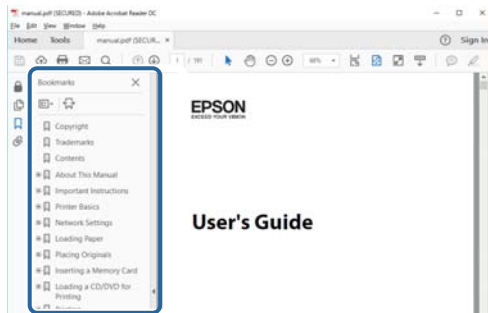 manual.pdf (SECURED) - Adobe Acrobat Reader DC
File Edit View Window Help
Home Tools manual.pdf (SECUR... ×
Sign In
Bookmarks
Copyright
Trademarks
Contents
About This Manual
Important Instructions
Printer Basics
Network Settings
Loading Paper
Placing Originals
Inserting a Memory Card
Loading a CD/DVD for
Printing
EPSON
EXCEED YOUR VISION
User's Guide